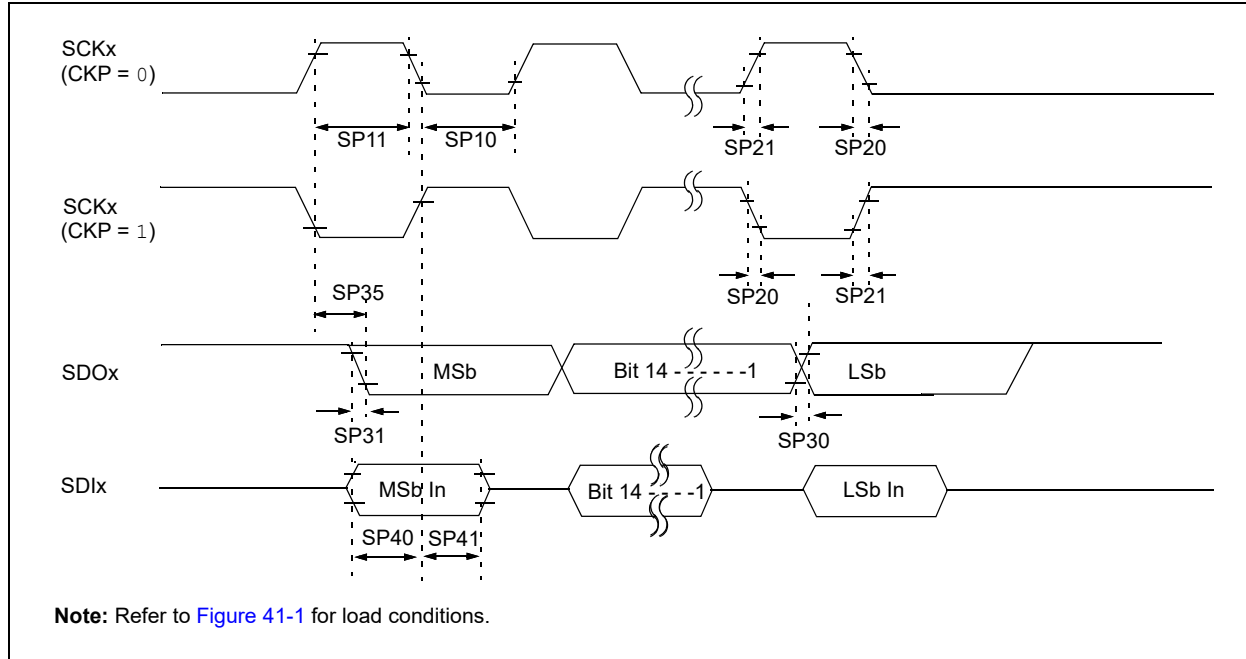 SCKx
(CKP = 0)
SP11
SP10
SP21
SP20
SCKx
(CKP = 1)
SP35
SP20
SP21
SDOx
MSb
Bit 14 - - - - - -1
LSb
SP31
SP30
SDIx
MSb In
Bit 14 - - - - -1
LSb In
SP40
SP41
Note: Refer to Figure 41-1 for load conditions.